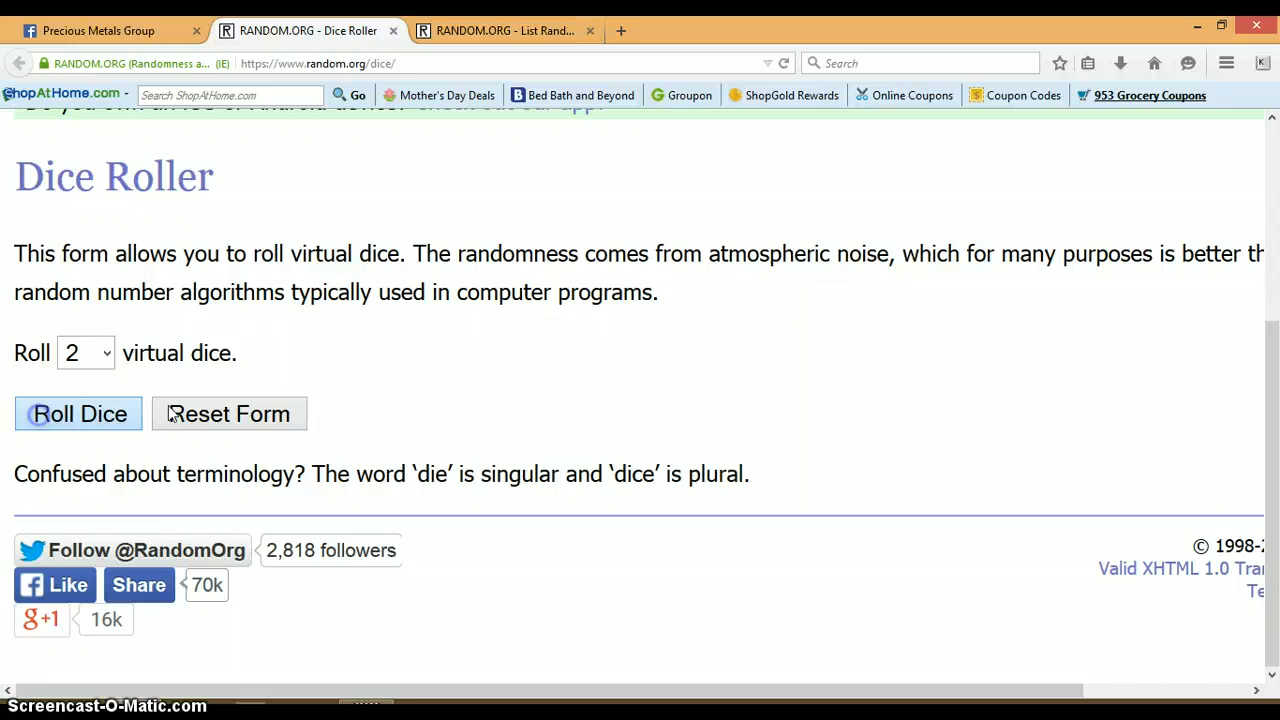 Precious Metals Group
RANDOM.ORG - Dice Roller
RANDOM.ORG - List Rand...
RANDOM.ORG (Randomness a... (IE)
https://www.random.org/dice/
Search
ShopAtHome.com
Search ShopAtHome.com
Go
Mother's Day Deals
Bed Bath and Beyond
Groupon
ShopGold Rewards
Online Coupons
Coupon Codes
953 Grocery Coupons
Dice Roller
This form allows you to roll virtual dice. The randomness comes from atmospheric noise, which for many purposes is better th
random number algorithms typically used in computer programs.
Roll 2 virtual dice.
Roll Dice
Reset Form
Confused about terminology? The word ‘die’ is singular and ‘dice’ is plural.
Follow @RandomOrg
2,818 followers
© 1998-2
Like
Share
70k
Valid XHTML 1.0 Tra
Te
g+1
16k
Screencast-O-Matic.com